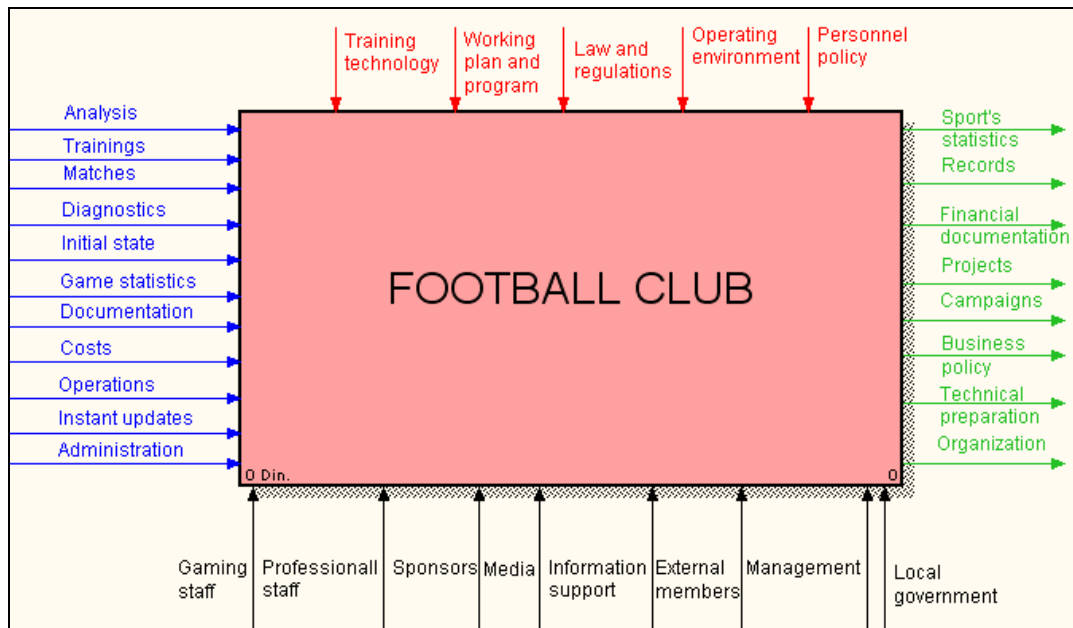 Training
technology
Working
plan and
program
Law and
regulations
Operating
environment
Personnel
policy
Analysis
Trainings
Matches
Diagnostics
Initial state
Game statistics
Documentation
Costs
Operations
Instant updates
Administration
FOOTBALL CLUB
0 Din.
0
Sport's
statistics
Records
Financial
documentation
Projects
Campaigns
Business
policy
Technical
preparation
Organization
Gaming
staff
Professionall
staff
Sponsors
Media
Information
support
External
members
Management
Local
government